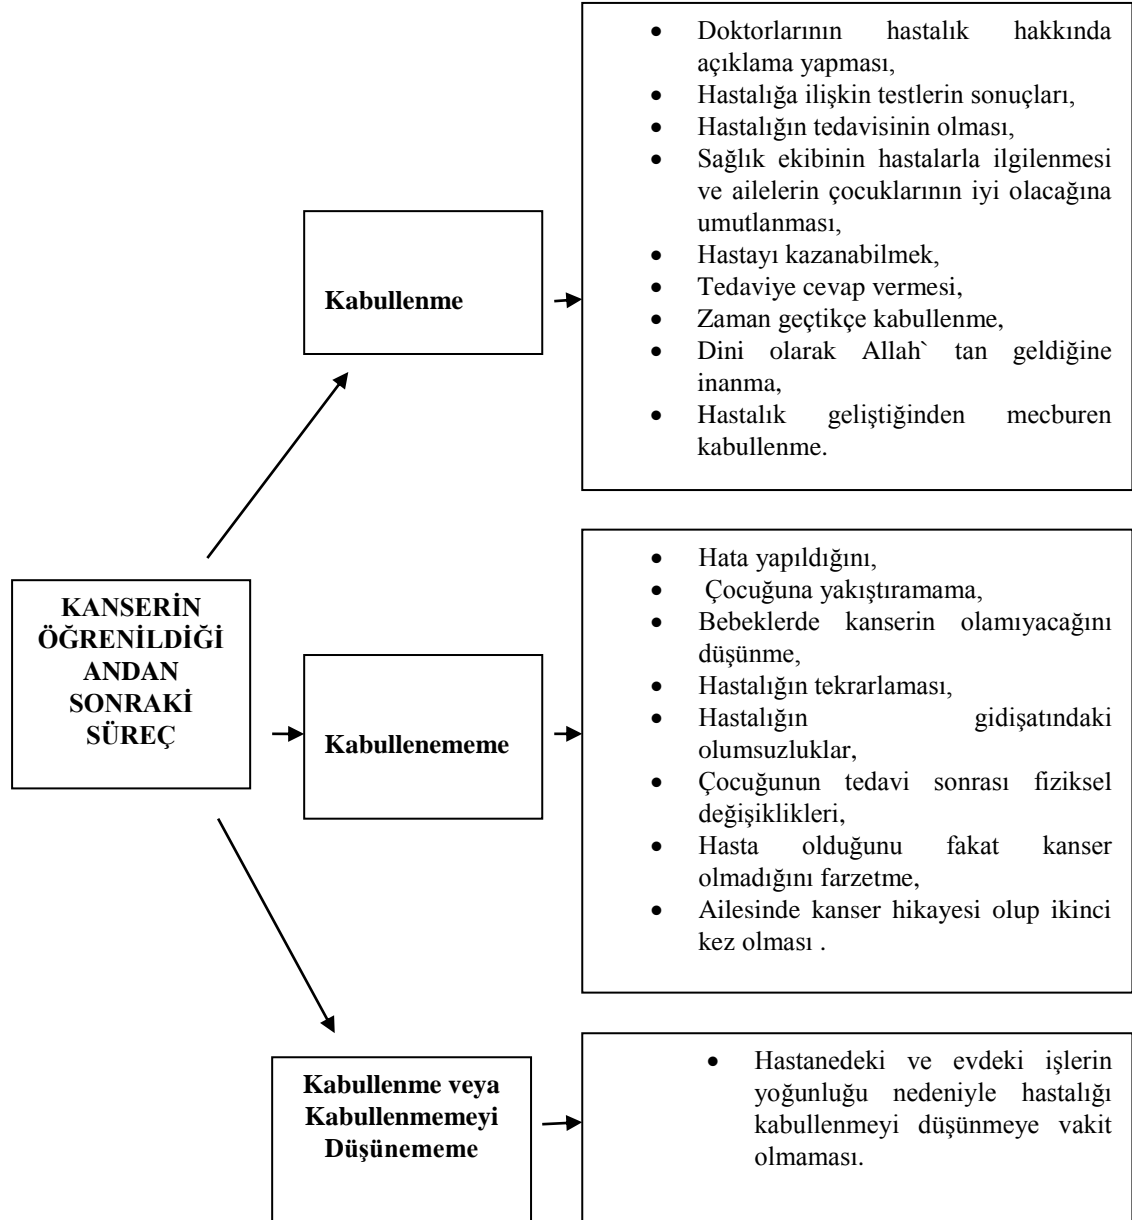 • Doktorlarının hastalık hakkında
açıklama yapması,
• Hastalığa ilişkin testlerin sonuçları,
• Hastalığın tedavisinin olması,
• Sağlık ekibinin hastalarla ilgilenmesi
ve ailelerin çocuklarının iyi olacağına
umutlanması,
• Hastayı kazanabilmek,
• Tedaviye cevap vermesi,
• Zaman geçtikçe kabullenme,
• Dini olarak Allah` tan geldiğine
inanma,
• Hastalık geliştiğinden mecburen
kabullenme.
Kabullenme
KANSERİN
ÖĞRENİLDİĞİ
ANDAN
SONRAKİ
SÜREÇ
Kabullenememe
• Hata yapıldığını,
• Çocuğuna yakıştıramama,
• Bebeklerde kanserin olamıyacağını
düşünme,
• Hastalığın tekrarlaması,
• Hastalığın gidişatındaki
olumsuzluklar,
• Çocuğunun tedavi sonrası fiziksel
değişiklikleri,
• Hasta olduğunu fakat kanser
olmadığını farzetme,
• Ailesinde kanser hikayesi olup ikinci
kez olması .
Kabullenme veya
Kabullenmemeyi
Düşünememe
• Hastanedeki ve evdeki işlerin
yoğunluğu nedeniyle hastalığı
kabullenmeyi düşünmeye vakit
olmaması.